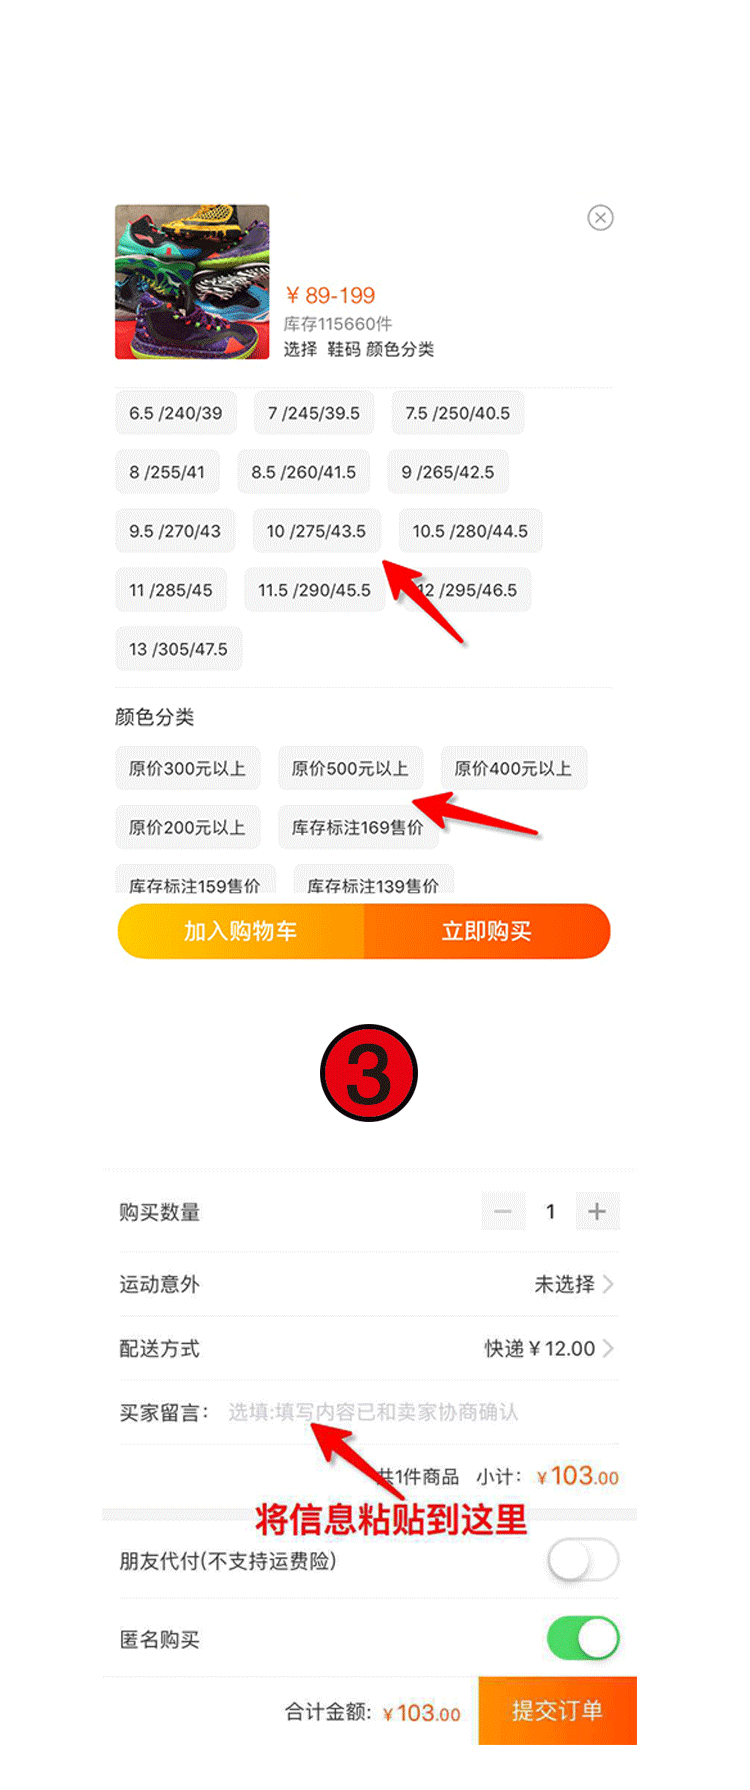 ¥ 89-199
库存115660件
选择 鞋码 颜色分类
6.5 /240/39
7 /245/39.5
7.5 /250/40.5
8 /255/41
8.5 /260/41.5
9 /265/42.5
9.5 /270/43
10 /275/43.5
10.5 /280/44.5
11 /285/45
11.5 /290/45.5
12 /295/46.5
13 /305/47.5
颜色分类
原价300元以上
原价500元以上
原价400元以上
原价200元以上
库存标注169售价
库存标注159售价
库存标注139售价
加入购物车
立即购买
3
购买数量
1
运动意外
未选择
配送方式
快递 ¥ 12.00
买家留言:
选填:填写内容已和卖家协商确认
共1件商品 小计: ¥ 103.00
将信息粘贴到这里
朋友代付(不支持运费险)
匿名购买
合计金额: ¥ 103.00
提交订单